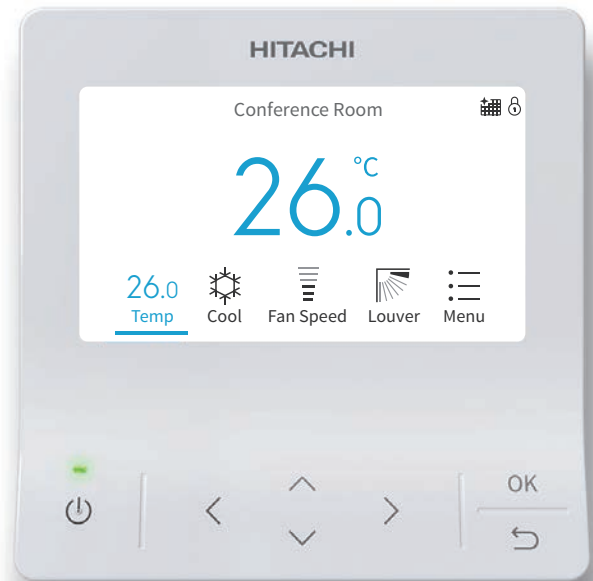 HITACHI
Conference Room
26.0 °C
26.0
Temp Cool Fan Speed Louver Menu
OK